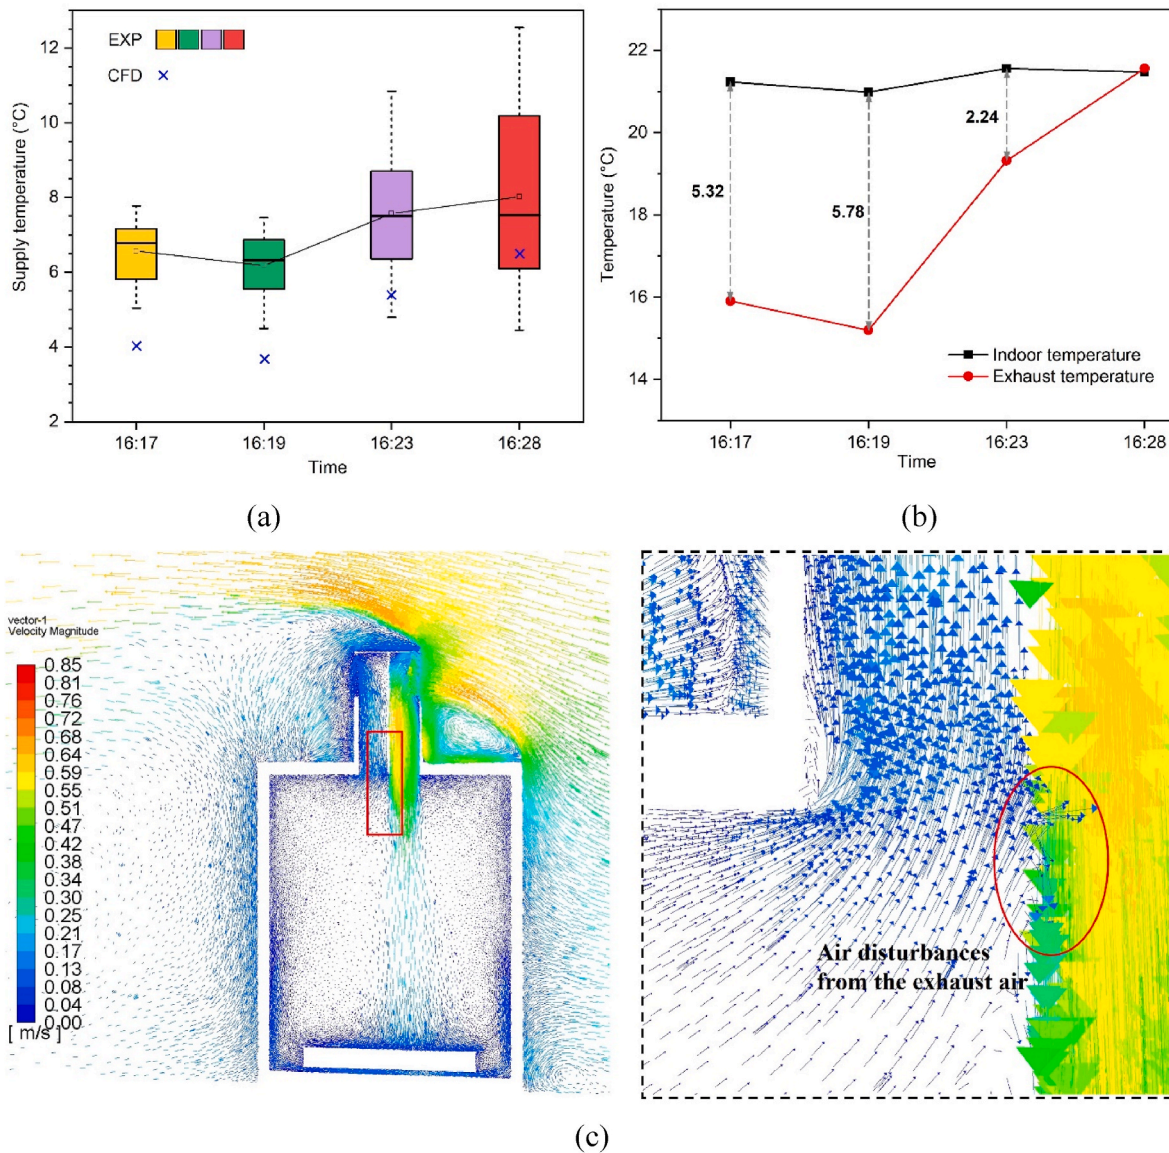 EXP
CFD
12
10
8
6
4
2
Supply temperature (°C)
16:17
16:19
16:23
16:28
Time
(a)
22
20
18
16
14
Temperature (°C)
5.32
5.78
2.24
Indoor temperature
Exhaust temperature
16:17
16:19
16:23
16:28
Time
(b)
vector-1
Velocity Magnitude
0.85
0.81
0.76
0.72
0.68
0.64
0.59
0.55
0.51
0.47
0.42
0.38
0.34
0.30
0.25
0.21
0.17
0.13
0.08
0.04
0.00
[ m/s ]
Air disturbances
from the exhaust air
(c)